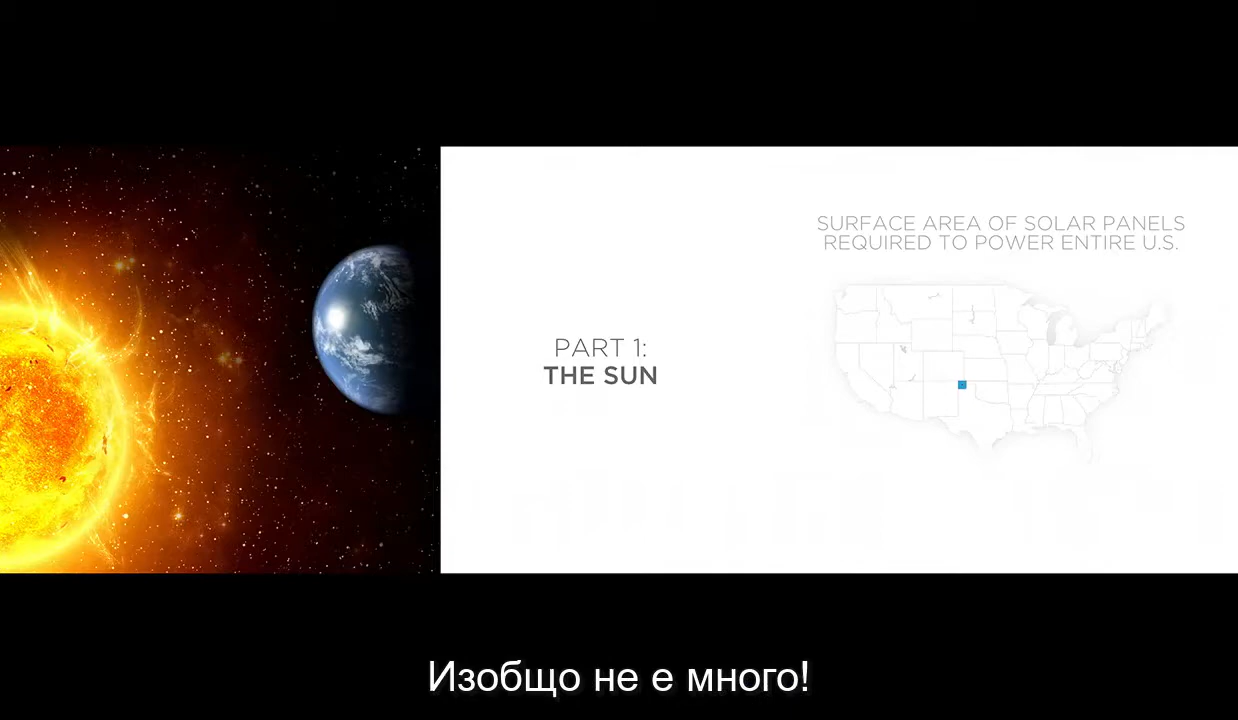 SURFACE AREA OF SOLAR PANELS
REQUIRED TO POWER ENTIRE U.S.
PART 1:
THE SUN
Изобщо не е много!